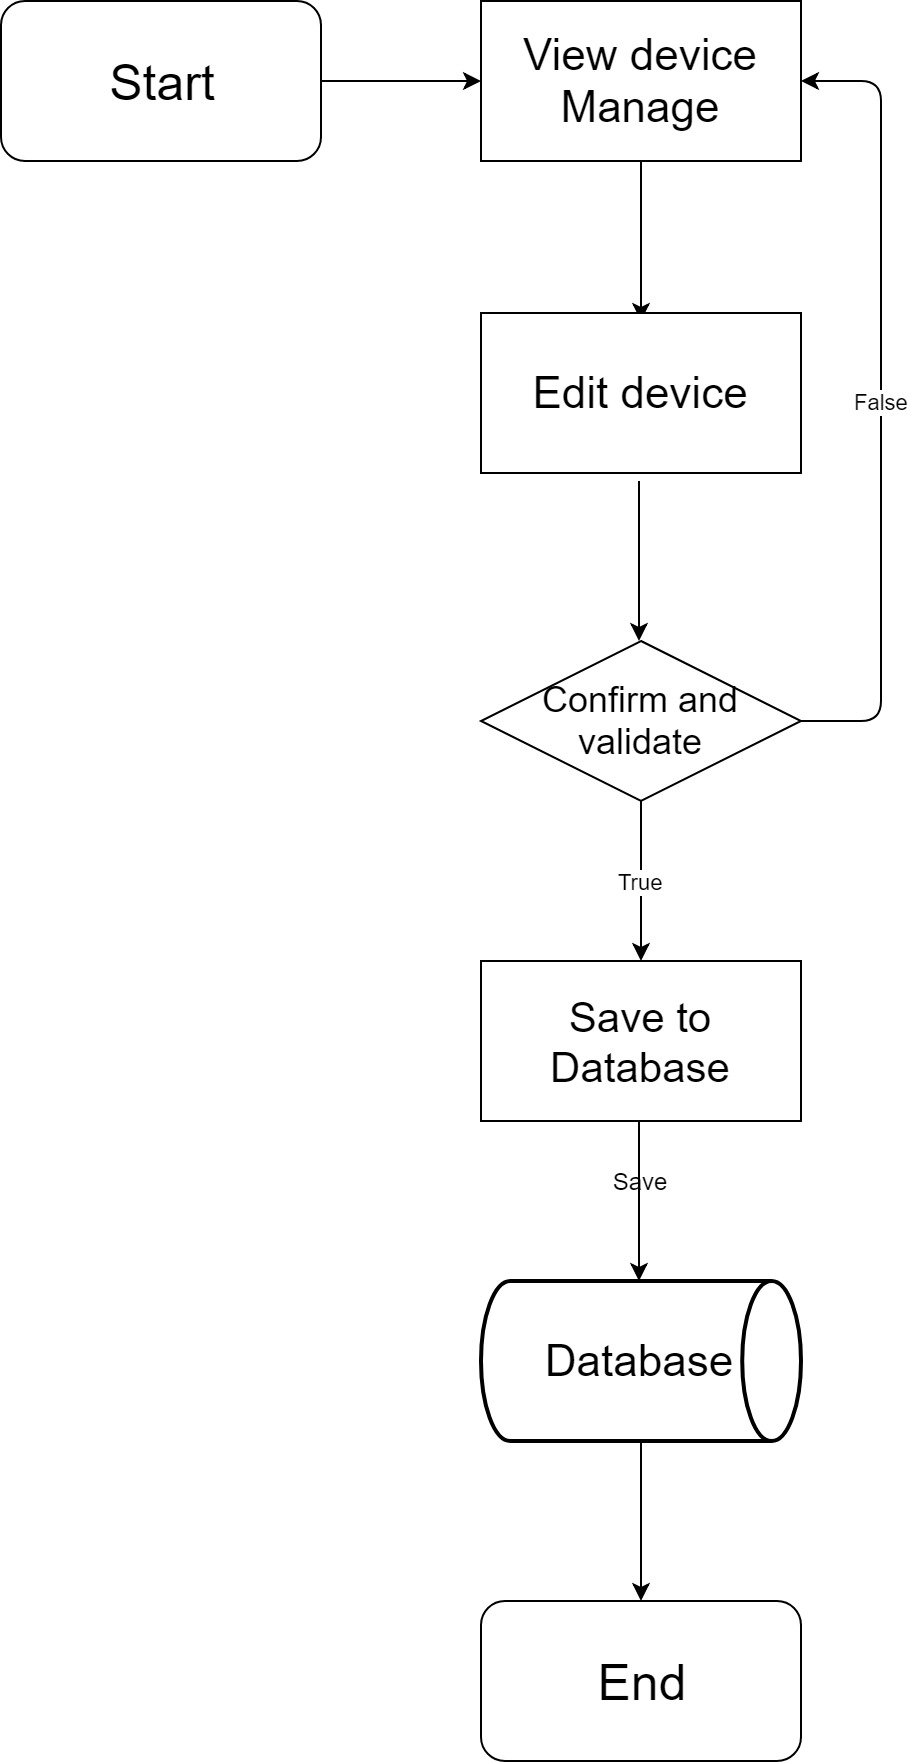 Start
View device
Manage
Edit device
False
Confirm and
validate
True
Save to
Database
Save
Database
End